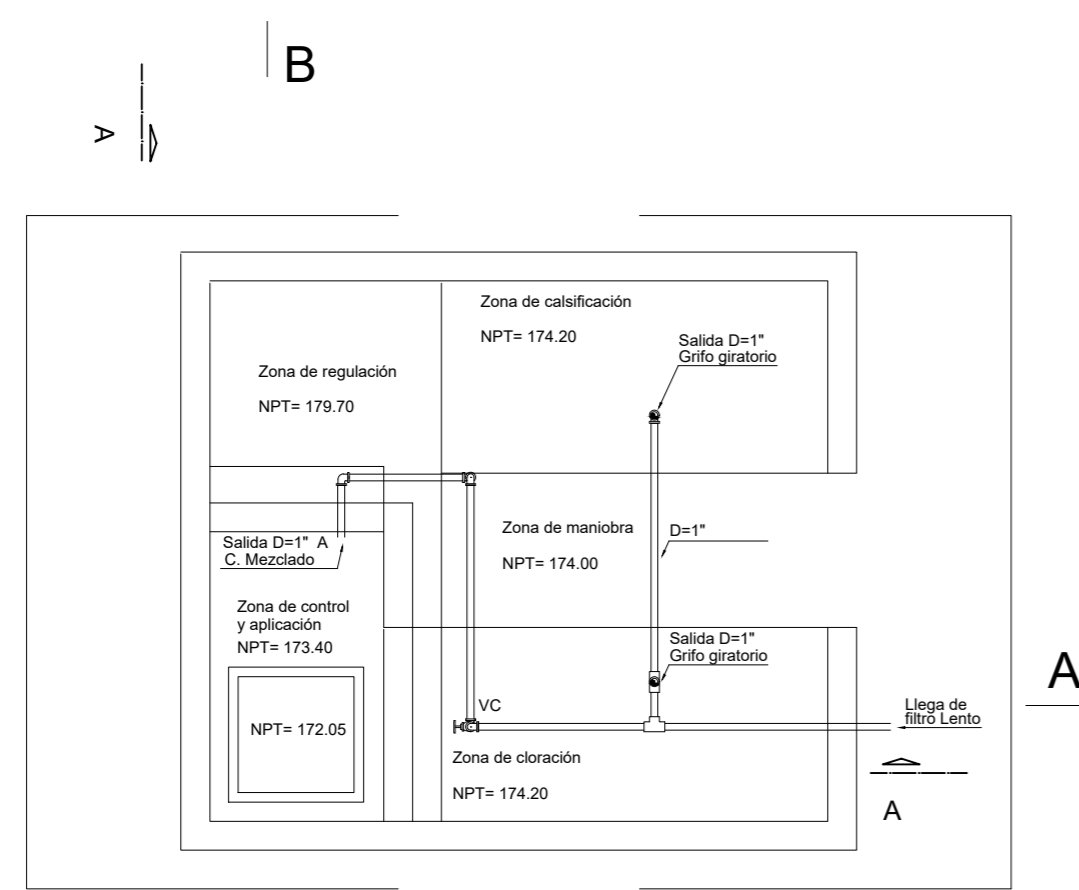 B
A
Zona de calsificación
NPT= 174.20
Salida D=1"
Grifo giratorio
Zona de regulación
NPT= 179.70
Zona de maniobra
NPT= 174.00
D=1"
Salida D=1" A
C. Mezclado
Zona de control
y aplicación
NPT= 173.40
Salida D=1"
Grifo giratorio
A
VC
Llega de
filtro Lento
NPT= 172.05
Zona de cloración
NPT= 174.20
A